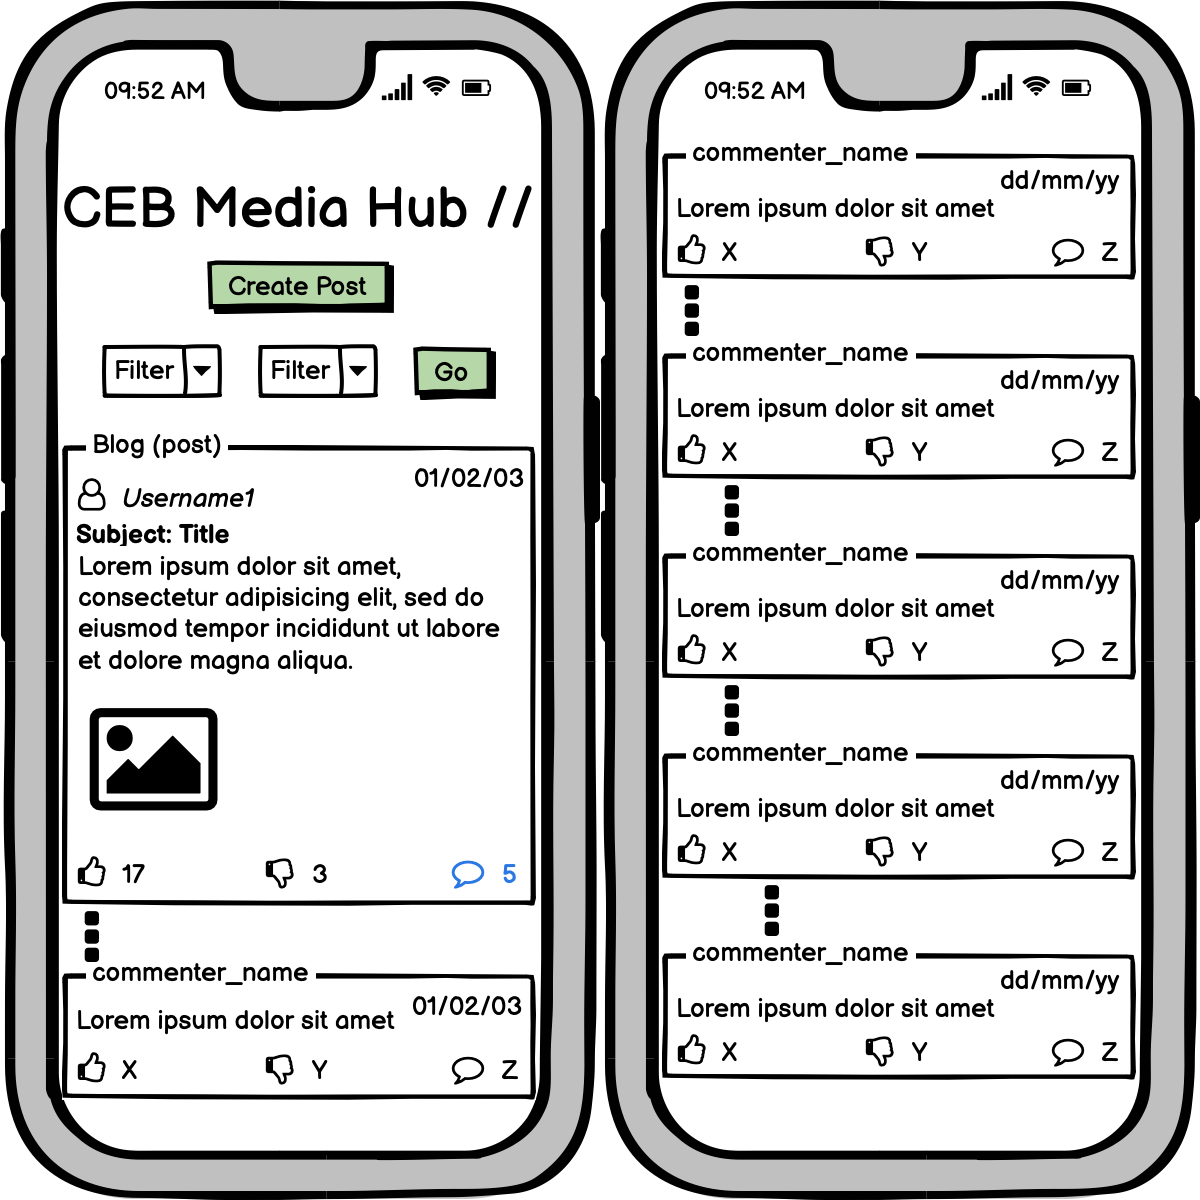 09:52 AM
CEB Media Hub //
Create Post
Filter Filter Go
Blog (post)
01/02/03
Username1
Subject: Title
Lorem ipsum dolor sit amet,
consectetur adipisicing elit, sed do
eiusmod tempor incididunt ut labore
et dolore magna aliqua.
17 3 5
commenter_name
01/02/03
Lorem ipsum dolor sit amet
X Y Z
09:52 AM
commenter_name
dd/mm/yy
Lorem ipsum dolor sit amet
X Y Z
commenter_name
dd/mm/yy
Lorem ipsum dolor sit amet
X Y Z
commenter_name
dd/mm/yy
Lorem ipsum dolor sit amet
X Y Z
commenter_name
dd/mm/yy
Lorem ipsum dolor sit amet
X Y Z
commenter_name
dd/mm/yy
Lorem ipsum dolor sit amet
X Y Z